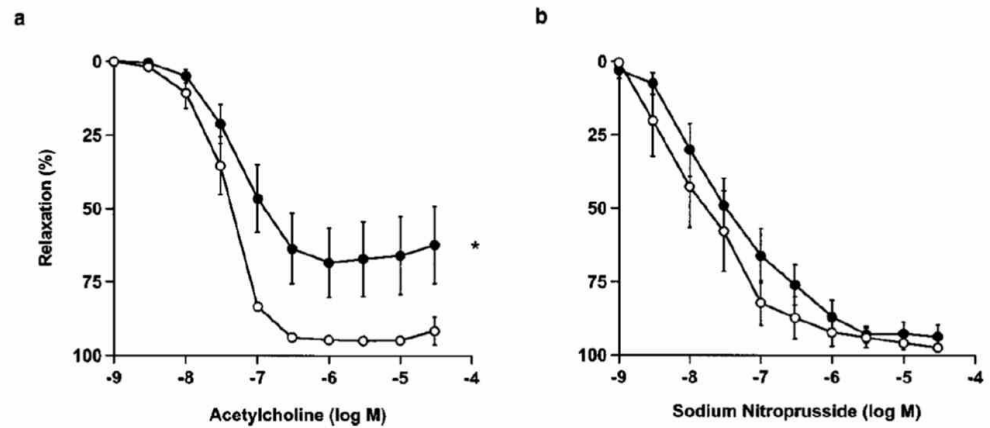 a
b
Relaxation (%)
0
25
50
75
100
*
-9 -8 -7 -6 -5 -4
Acetylcholine (log M)
0
25
50
75
100
-9 -8 -7 -6 -5 -4
Sodium Nitroprusside (log M)